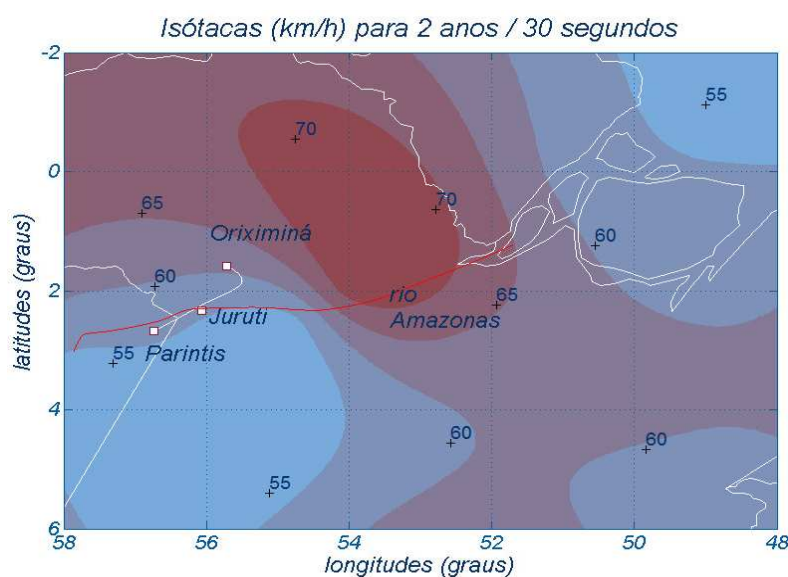 Isótacas (km/h) para 2 anos / 30 segundos
-2
55
70
0
65
70
Oriximiná
60
60
latitudes (graus)
2
rio
65
Juruti
Amazonas
Parintis
55
4
60
60
55
6
58
56
54
52
50
48
longitudes (graus)